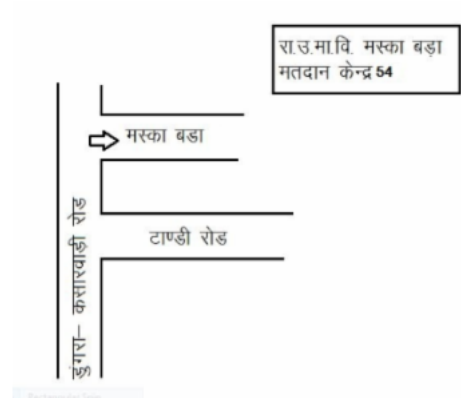 रा.उ.मा.वि. मस्का बड़ा
मतदान केन्द्र 54
मस्का बडा
टाण्डी रोड
डुंगरा– कसारवाड़ी रोड